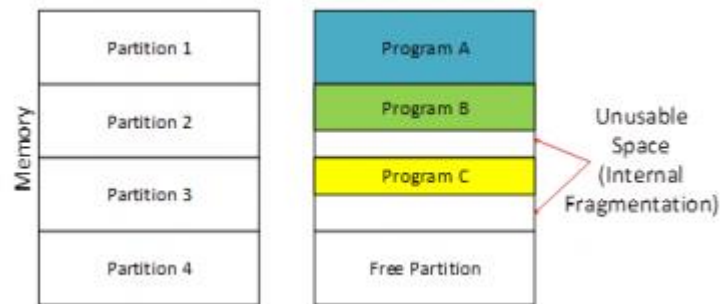 Memory
Partition 1
Partition 2
Partition 3
Partition 4
Program A
Program B
Program C
Free Partition
Unusable
Space
(Internal
Fragmentation)